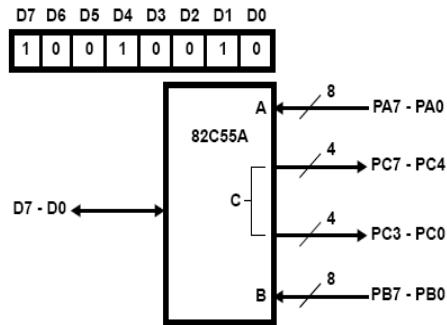 D7 D6 D5 D4 D3 D2 D1 D0
1 0 0 1 0 0 1 0
A
8
PA7 - PA0
82C55A
4
PC7 - PC4
C
D7 - D0
4
PC3 - PC0
B
8
PB7 - PB0